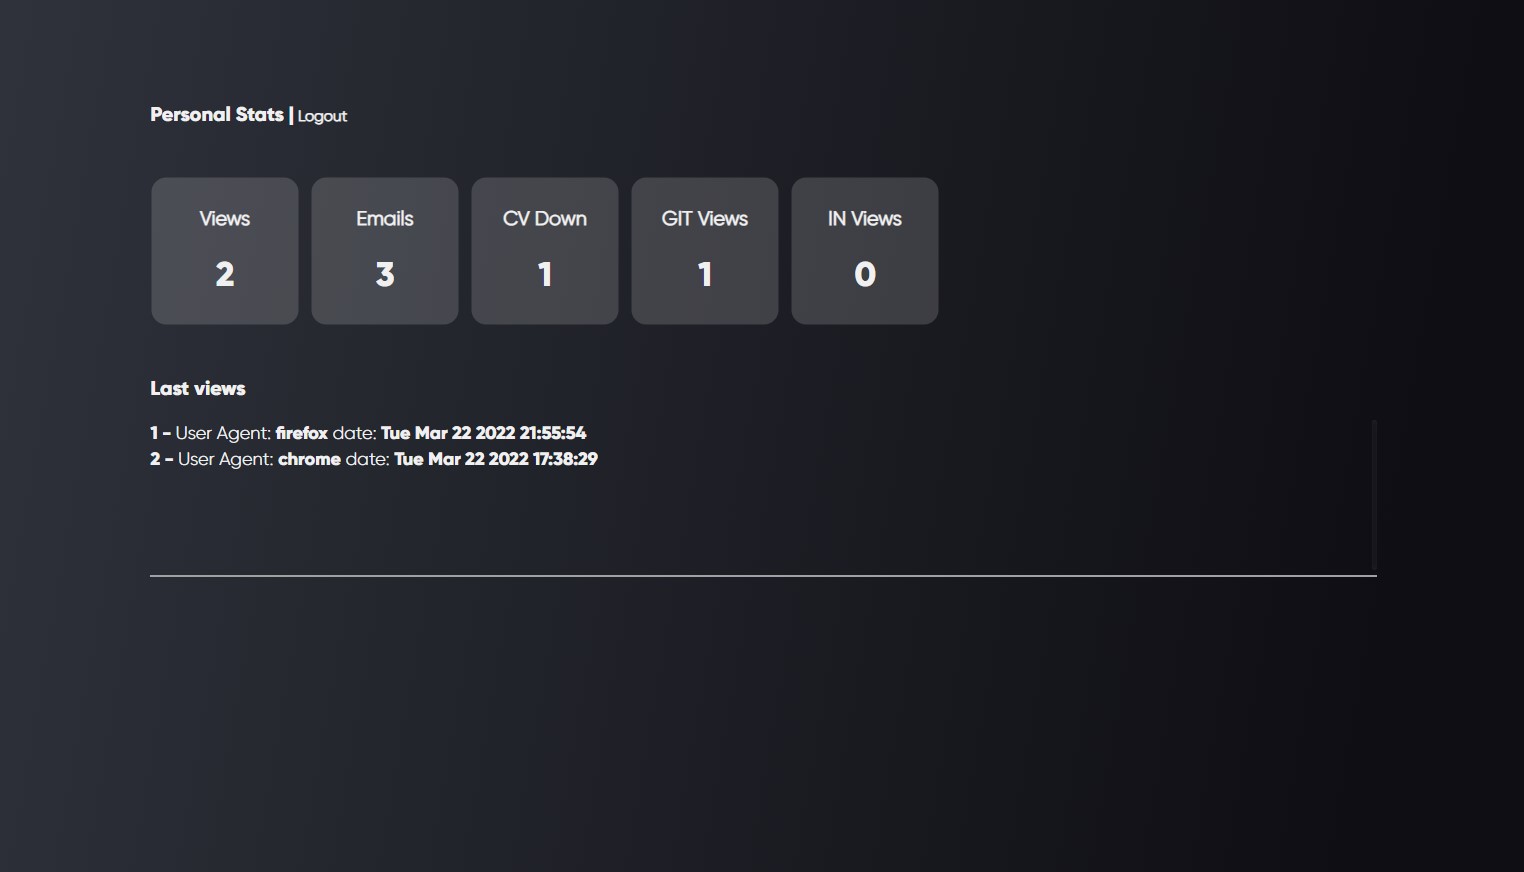 Personal Stats | Logout
Views
2
Emails
3
CV Down
1
GIT Views
1
IN Views
0
Last views
1 - User Agent: firefox date: Tue Mar 22 2022 21:55:54
2 - User Agent: chrome date: Tue Mar 22 2022 17:38:29